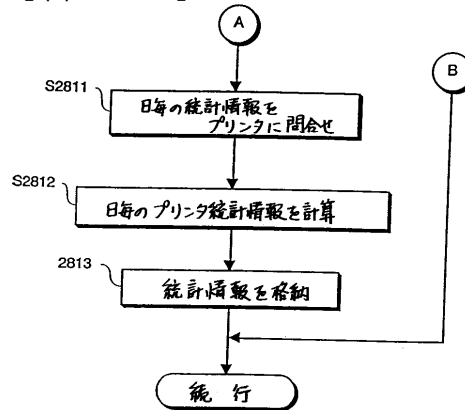 A
B
S2811
日毎の統計情報を
プリンタに問合せ
S2812
日毎のプリンタ統計情報を計算
2813
統計情報を格納
続 行